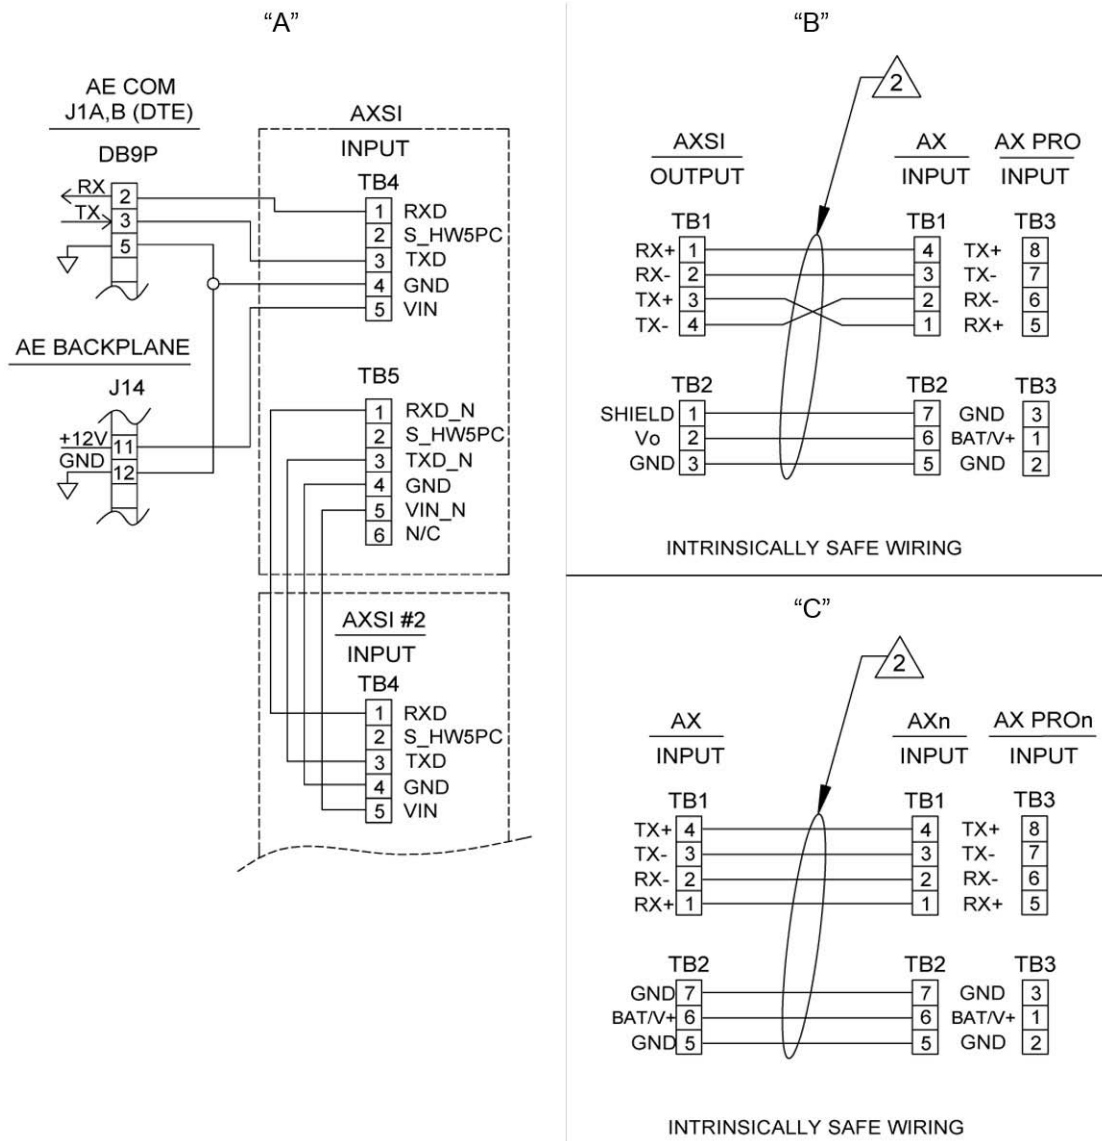 “A”
AE COM
J1A,B (DTE)
DB9P
RX
2
TX
3
5
AE BACKPLANE
J14
+12V
11
GND
12
AXSI
INPUT
TB4
1 RXD
2 S_HW5PC
3 TXD
4 GND
5 VIN
TB5
1 RXD_N
2 S_HW5PC
3 TXD_N
4 GND
5 VIN_N
6 N/C
AXSI #2
INPUT
TB4
1 RXD
2 S_HW5PC
3 TXD
4 GND
5 VIN
“B”
2
AXSI
OUTPUT
TB1
RX+ 1
RX- 2
TX+ 3
TX- 4
TB2
SHIELD 1
Vo 2
GND 3
AX
INPUT
TB1
4
3
2
1
TB2
7
6
5
AX PRO
INPUT
TB3
TX+ 8
TX- 7
RX- 6
RX+ 5
TB3
GND 3
BAT/V+ 1
GND 2
INTRINSICALLY SAFE WIRING
“C”
2
AX
INPUT
TB1
TX+ 4
TX- 3
RX- 2
RX+ 1
TB2
GND 7
BAT/V+ 6
GND 5
AXn
INPUT
TB1
4
3
2
1
TB2
7
6
5
AX PROn
INPUT
TB3
TX+ 8
TX- 7
RX- 6
RX+ 5
TB3
GND 3
BAT/V+ 1
GND 2
INTRINSICALLY SAFE WIRING